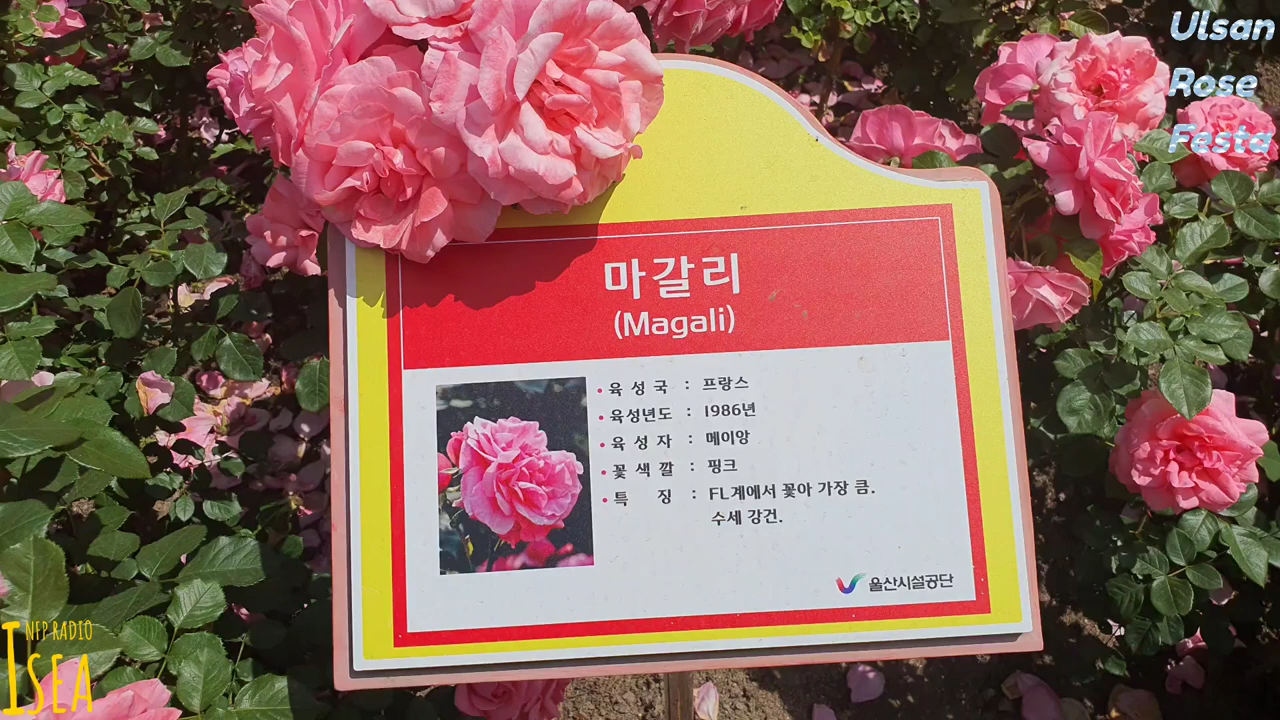 Ulsan
Rose
Festa
마갈리
(Magali)
• 육 성 국 : 프랑스
• 육성년도 : 1986년
• 육 성 자 : 메이앙
• 꽃 색 깔 : 핑크
• 특 징 : FL계에서 꽃아 가장 큼.
수세 강건.
울산시설공단
NFP RADIO
ISEA